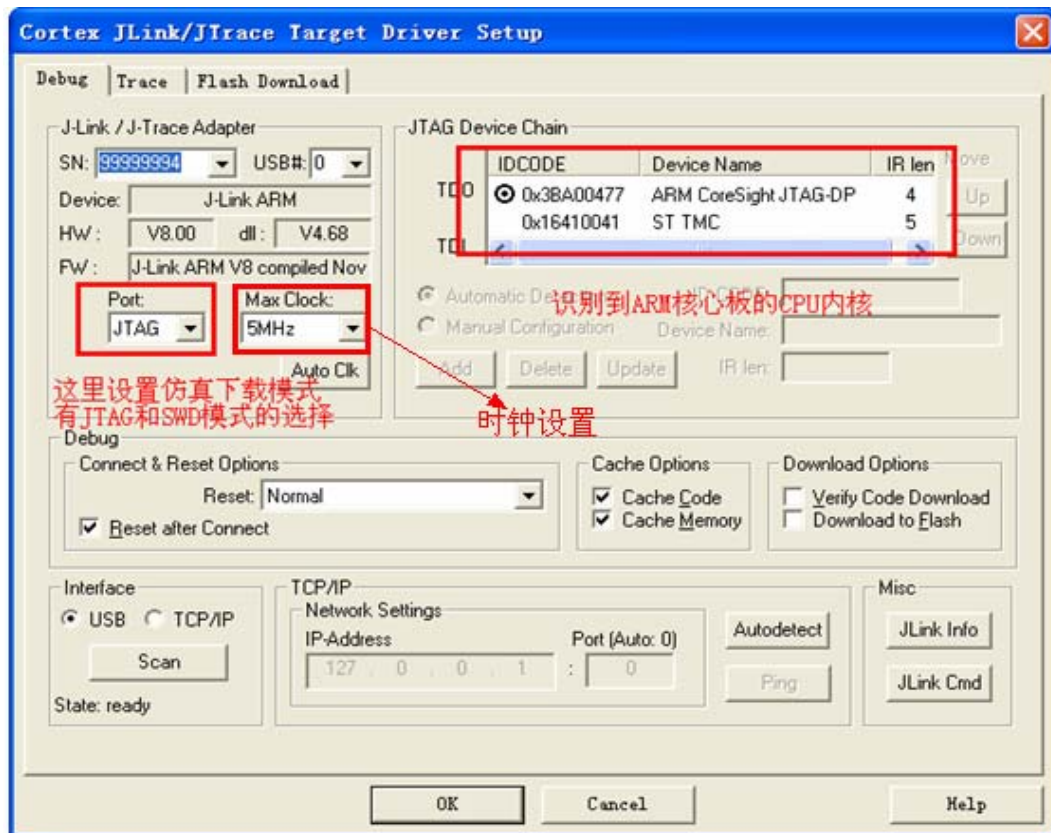 Cortex JLink/JTrace Target Driver Setup
Debug Trace Flash Download
J-Link / J-Trace Adapter
SN: 99999994 USB#: 0
Device: J-Link ARM
HW : V8.00 dll : V4.68
FW : J-Link ARM V8 compiled Nov
Port: Max Clock:
JTAG 5MHz
Auto Clk
这里设置仿真下载模式
有JTAG和SWD模式的选择
时钟设置
JTAG Device Chain
IDCODE Device Name IR len Move
TDO 0x3BA00477 ARM CoreSight JTAG-DP 4 Up
0x16410041 ST TMC 5
TDI Down
识别到ARM核心板的CPU内核
Automatic
Manual Configuration Device Name:
Add Delete Update IR len:
Debug
Connect & Reset Options
Reset: Normal
Reset after Connect
Cache Options
Cache Code
Cache Memory
Download Options
Verify Code Download
Download to Flash
Interface
USB TCP/IP
Scan
State: ready
TCP/IP
Network Settings
IP-Address Port (Auto: 0)
127 . 0 . 0 . 1 : 0
Autodetect
Ping
Misc
JLink Info
JLink Cmd
OK Cancel Help